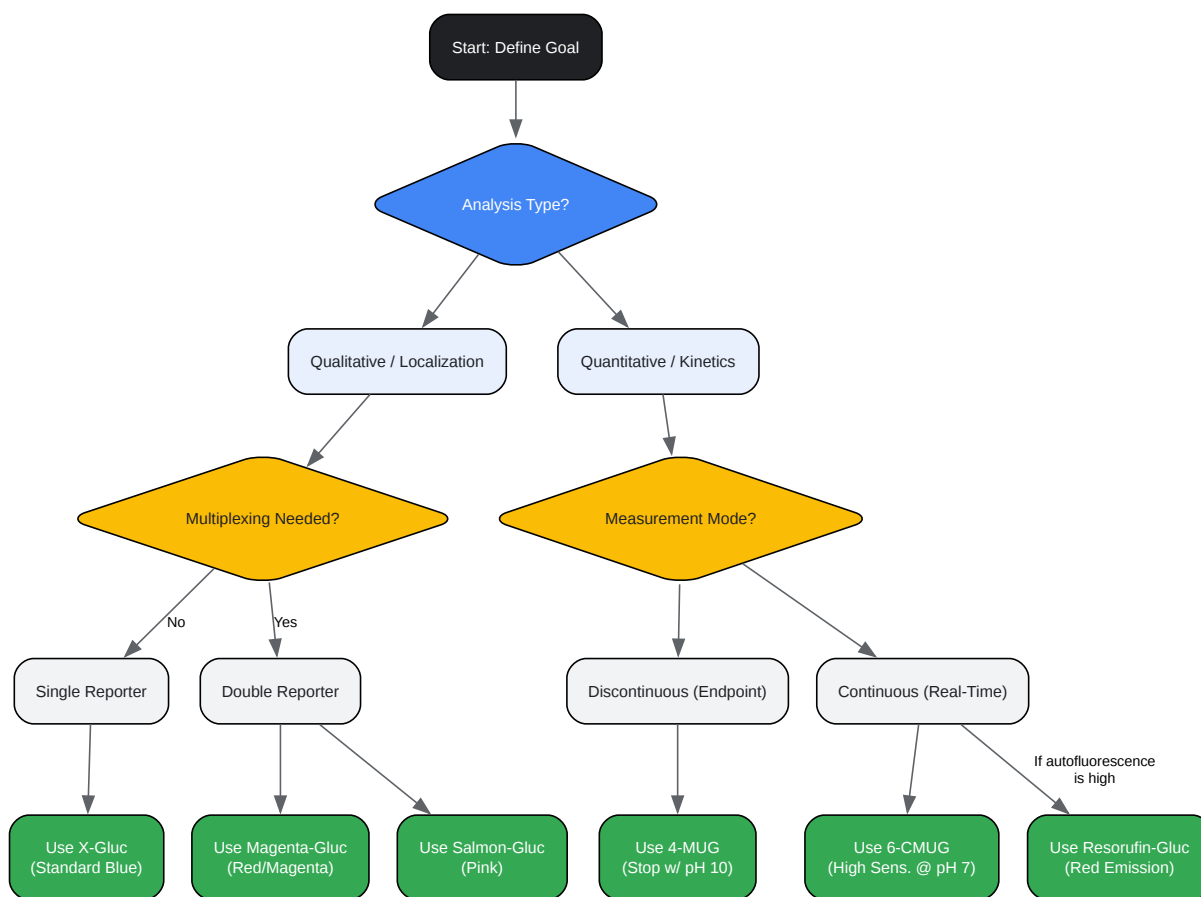 Start: Define Goal
Analysis Type?
Qualitative / Localization
Quantitative / Kinetics
Multiplexing Needed?
Measurement Mode?
No
Yes
Single Reporter
Double Reporter
Discontinuous (Endpoint)
Continuous (Real-Time)
If autofluorescence
is high
Use X-Gluc
(Standard Blue)
Use Magenta-Gluc
(Red/Magenta)
Use Salmon-Gluc
(Pink)
Use 4-MUG
(Stop w/ pH 10)
Use 6-CMUG
(High Sens. @ pH 7)
Use Resorufin-Gluc
(Red Emission)